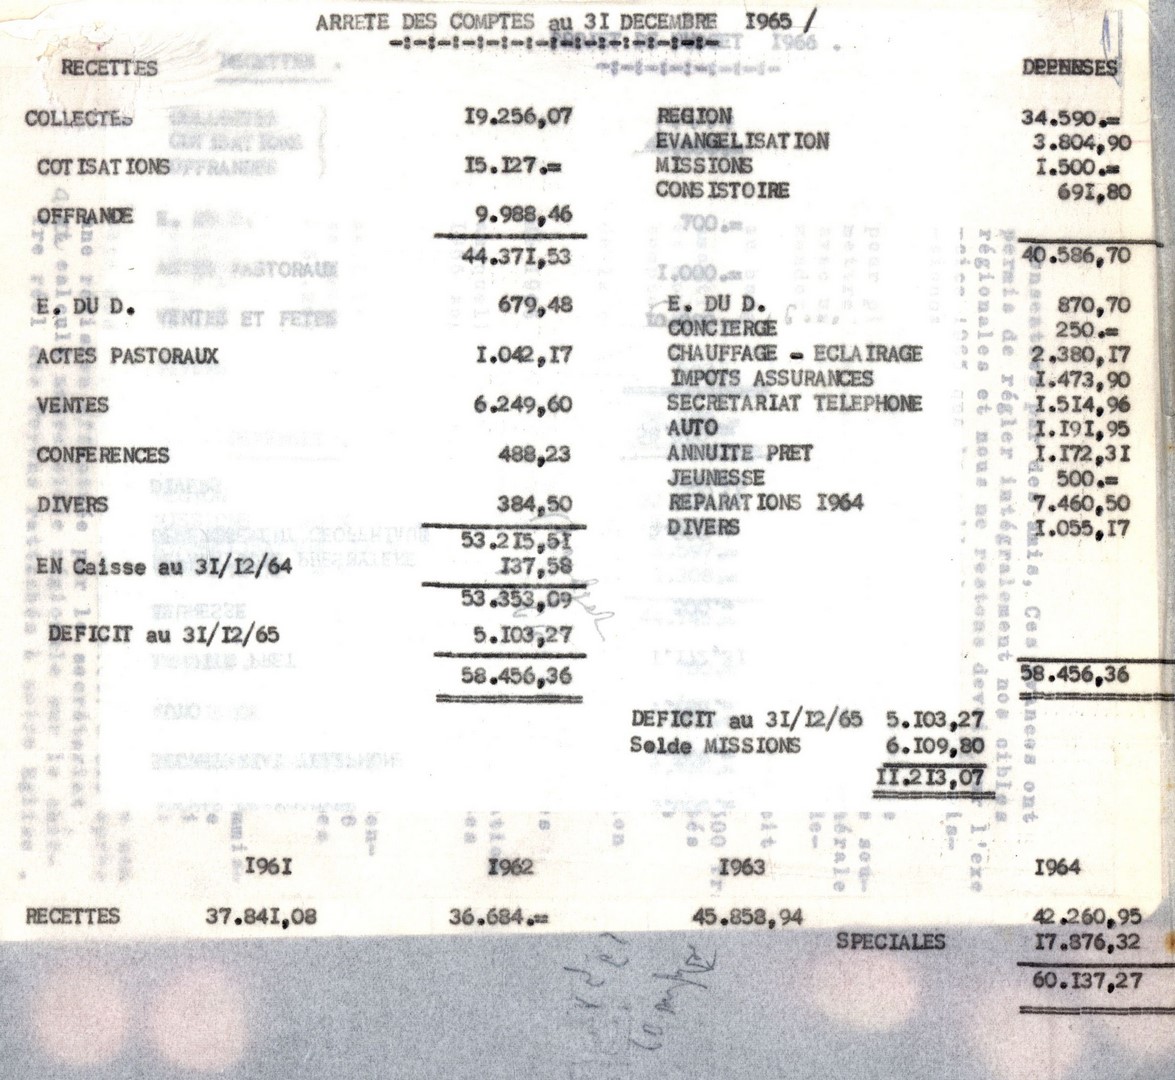 ARRETE DES COMPTES au 3I DECEMBRE I965 /
-:-:-:-:-:-:-:-:-:-:-:-:-:-
RECETTES DEPENSES
COLLECTES I9.256,07 REGION 34.590.=
EVANGELISATION 3.804,90
COTISATIONS I5.I27.= MISSIONS I.500.=
CONSISTOIRE 69I,80
OFFRANDE 9.988,46
44.37I,53 40.586,70
E. DU D. 679,48 E. DU D. 870,70
CONCIERGE 250.=
ACTES PASTORAUX I.042,I7 CHAUFFAGE - ECLAIRAGE 2.380,I7
IMPOTS ASSURANCES I.473,90
VENTES 6.249,60 SECRETARIAT TELEPHONE I.5I4,96
AUTO I.I9I,95
CONFERENCES 488,23 ANNUITE PRET I.I72,3I
JEUNESSE 500.=
DIVERS 384,50 REPARATIONS I964 7.460,50
DIVERS I.055,I7
53.2I5,5I
EN Caisse au 3I/I2/64 I37,58
53.353,09
DEFICIT au 3I/I2/65 5.I03,27
58.456,36 58.456,36
DEFICIT au 3I/I2/65 5.I03,27
Solde MISSIONS 6.I09,80
II.2I3,07
I96I I962 I963 I964
RECETTES 37.84I,08 36.684.= 45.858,94 42.260,95
SPECIALES I7.876,32
60.I37,27